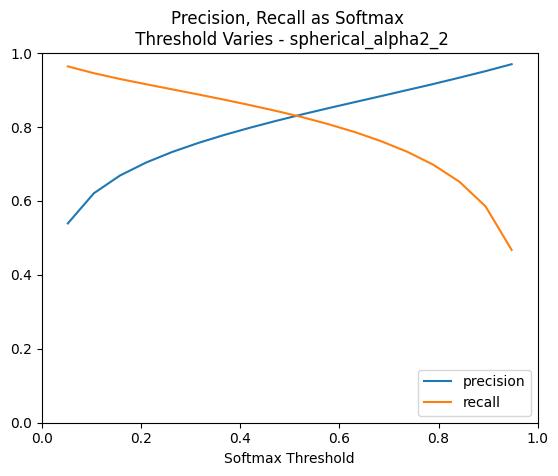 Precision, Recall as Softmax
Threshold Varies - spherical_alpha2_2
1.0
0.8
0.6
0.4
0.2
0.0
0.0 0.2 0.4 0.6 0.8 1.0
precision
recall
Softmax Threshold